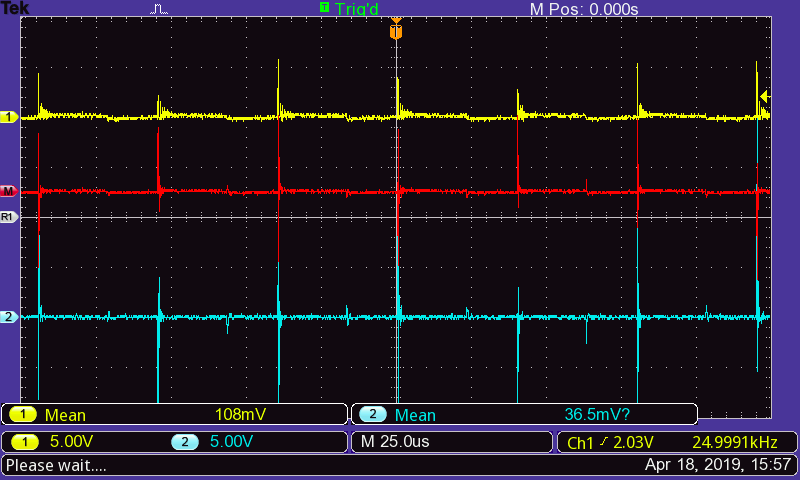 Tek T Trig'd M Pos: 0.000s
T
1
M
R1
2
1 Mean 108mV 2 Mean 36.5mV?
1 5.00V 2 5.00V M 25.0us Ch1 2.03V 24.9991kHz
Please wait.... Apr 18, 2019, 15:57